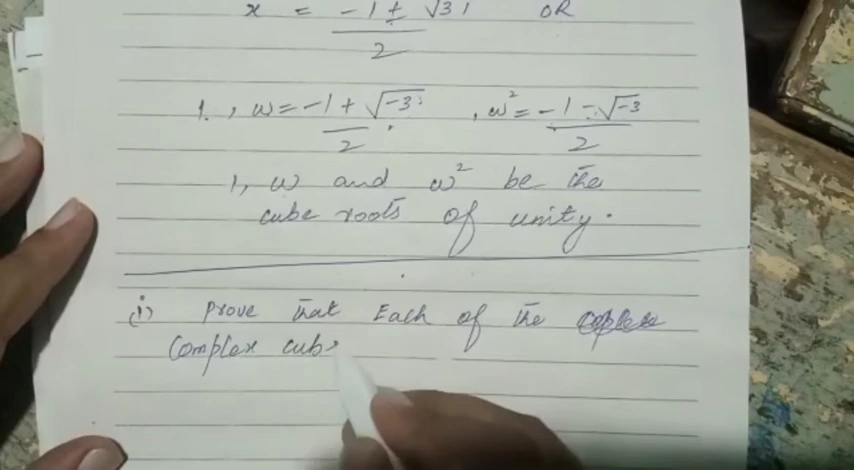 x = -1 ± √3i / 2 OR
1, ω = -1 + √-3 / 2 , ω² = -1 - √-3 / 2
1, ω and ω² be the
cube roots of unity.
(i) Prove that Each of the
Complex cub